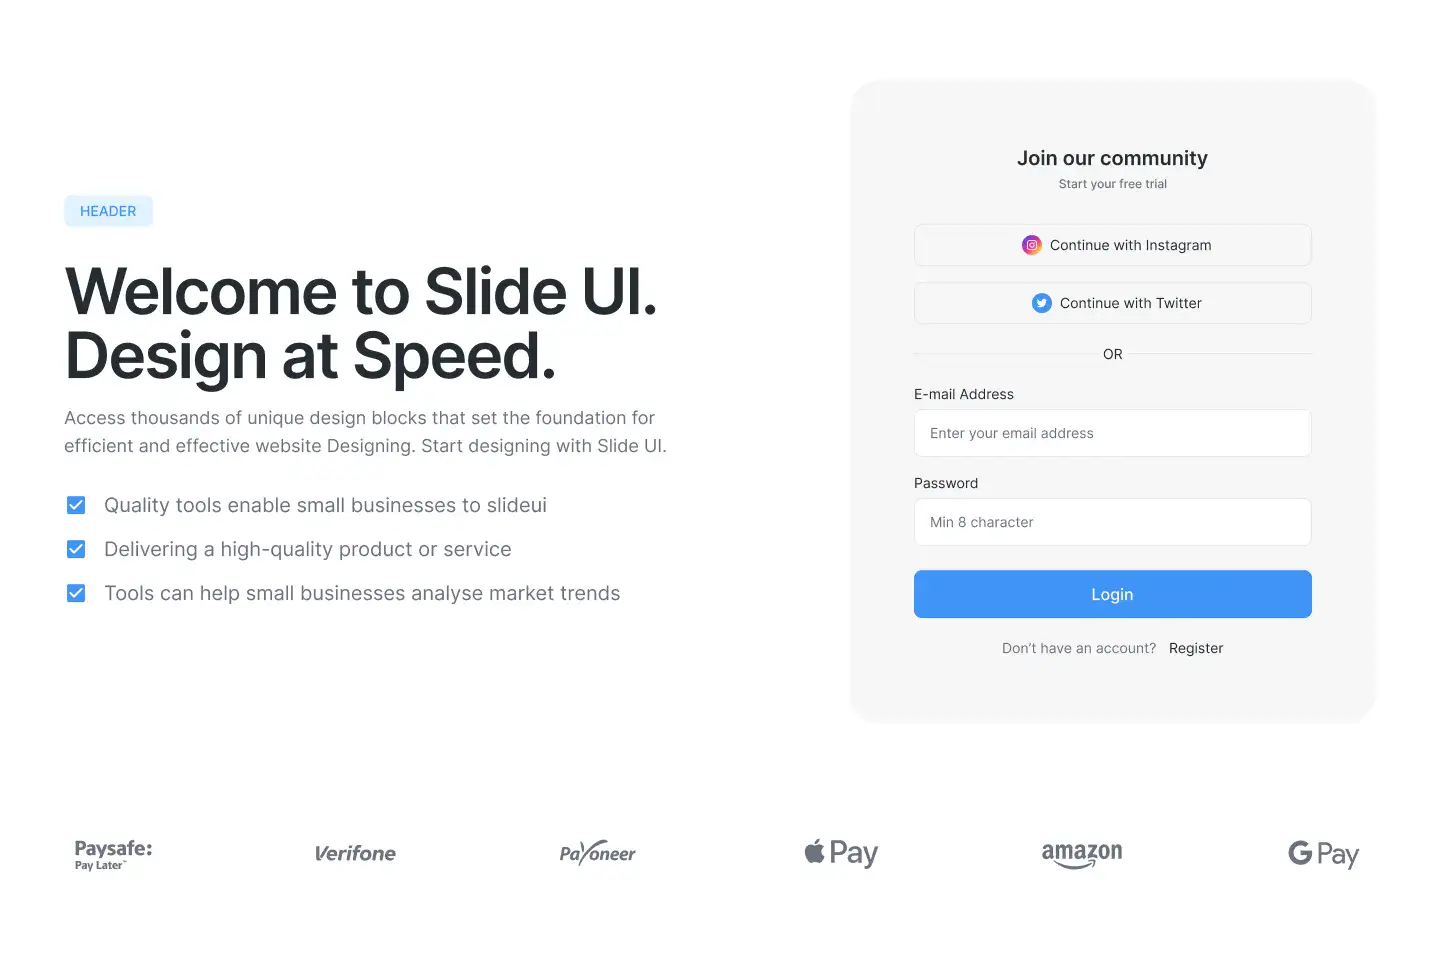 HEADER
Welcome to Slide UI.
Design at Speed.
Access thousands of unique design blocks that set the foundation for
efficient and effective website Designing. Start designing with Slide UI.
Quality tools enable small businesses to slideui
Delivering a high-quality product or service
Tools can help small businesses analyse market trends
Join our community
Start your free trial
Continue with Instagram
Continue with Twitter
OR
E-mail Address
Enter your email address
Password
Min 8 character
Login
Don’t have an account? Register
Paysafe:
Pay Later™
Verifone
Payoneer
Pay
amazon
G Pay